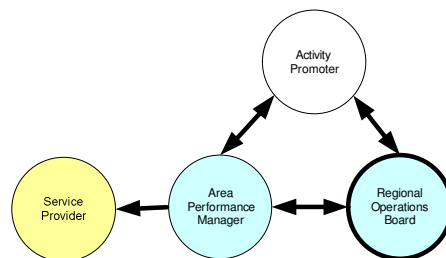 Activity
Promoter
Service
Provider
Area
Performance
Manager
Regional
Operations
Board